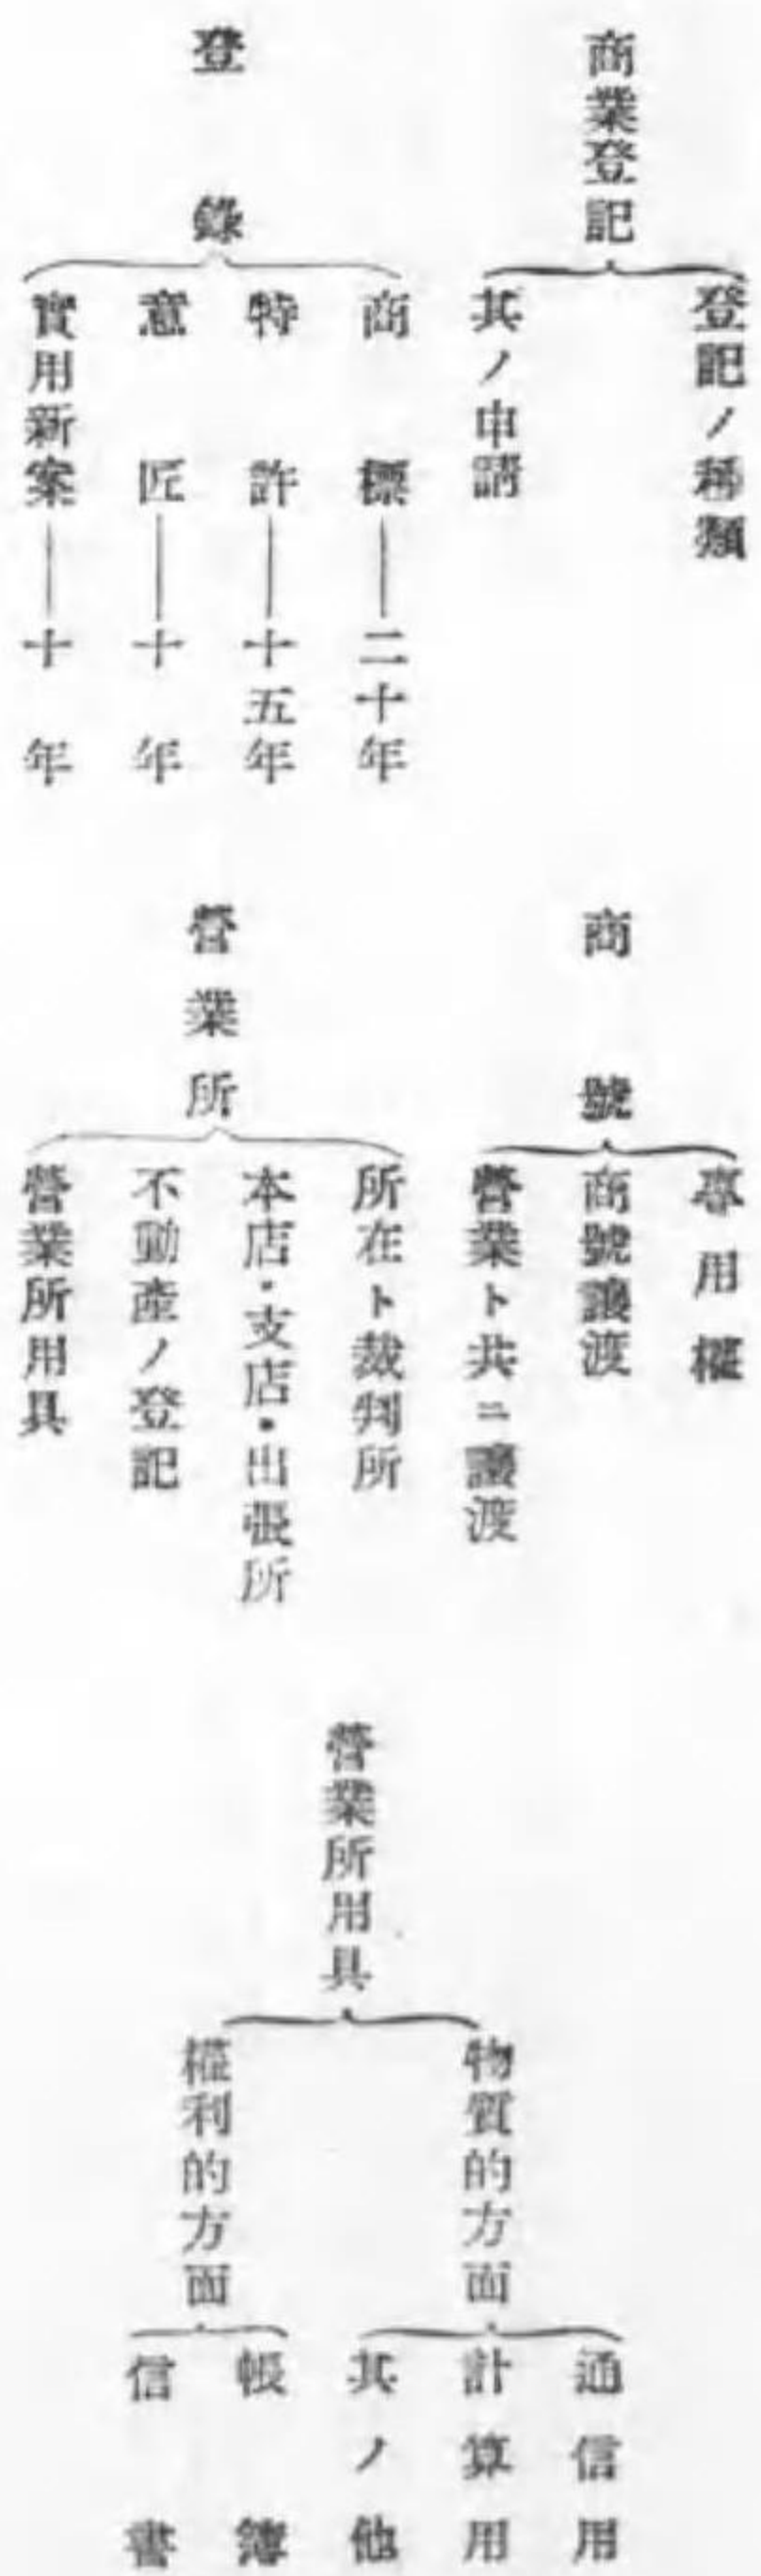 商業登記
登記ノ種類
其ノ申請
登錄
商標――二十年
特許――十五年
意匠――十年
實用新案――十年
商號
專用權
商號讓渡
營業ト共ニ讓渡
營業所
所在ト裁判所
本店・支店・出張所
不動產ノ登記
營業所用具
營業所用具
物質的方面
通信用
計算用
其ノ他
權利的方面
帳簿
信書